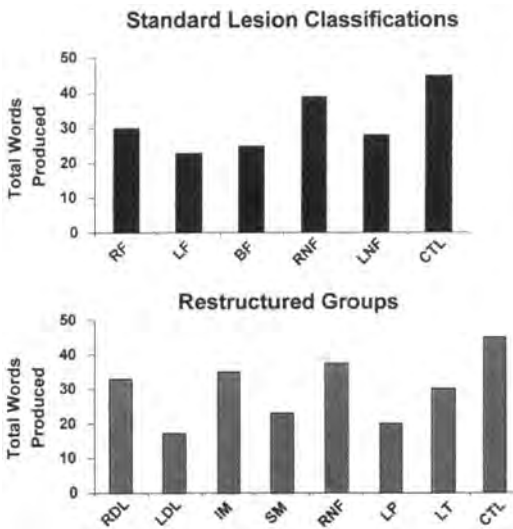 Standard Lesion Classifications
Total Words
Produced
50
40
30
20
10
0
RF LF BF RNF LNF CTL
Restructured Groups
Total Words
Produced
50
40
30
20
10
0
RDL LDL IM SM RNF LP LT CTL